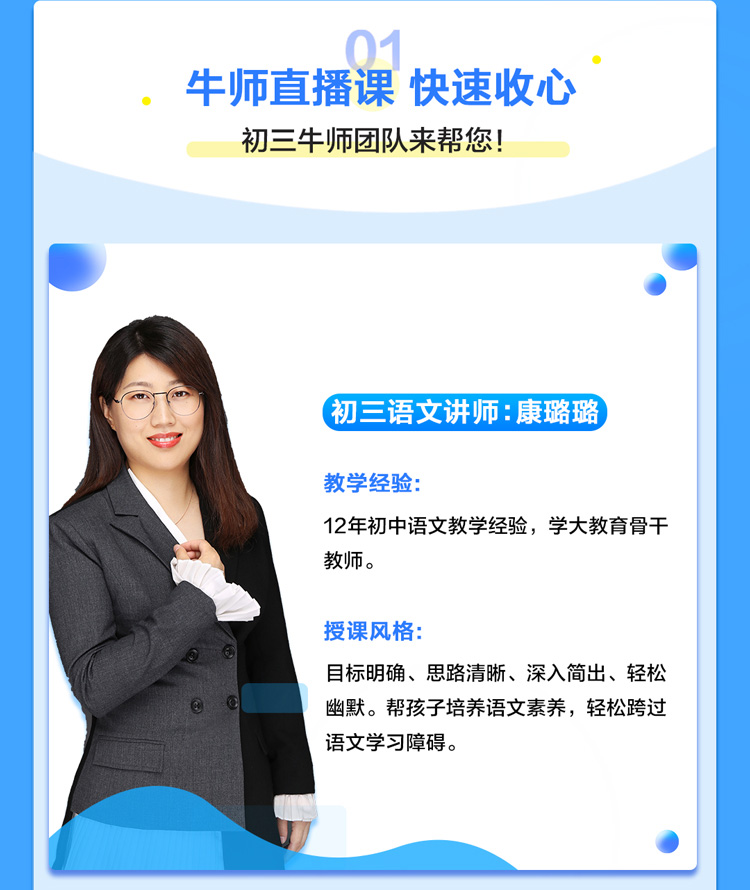 01
牛师直播课 快速收心
初三牛师团队来帮您!
初三语文讲师:康璐璐
教学经验:
12年初中语文教学经验，学大教育骨干
教师。
授课风格:
目标明确、思路清晰、深入简出、轻松
幽默。帮孩子培养语文素养，轻松跨过
语文学习障碍。